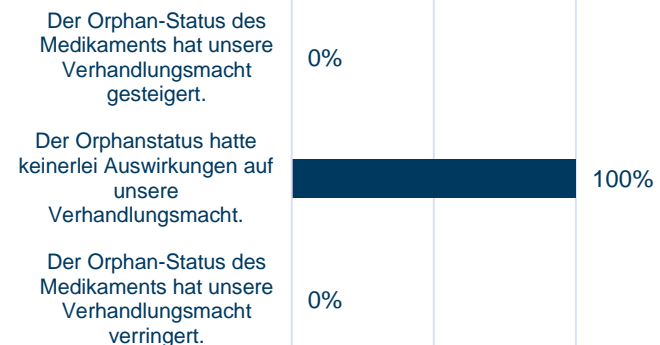 Der Orphan-Status des
Medikaments hat unsere
Verhandlungsmacht
gesteigert.
0%
Der Orphanstatus hatte
keinerlei Auswirkungen auf
unsere
Verhandlungsmacht.
100%
Der Orphan-Status des
Medikaments hat unsere
Verhandlungsmacht
verringert.
0%